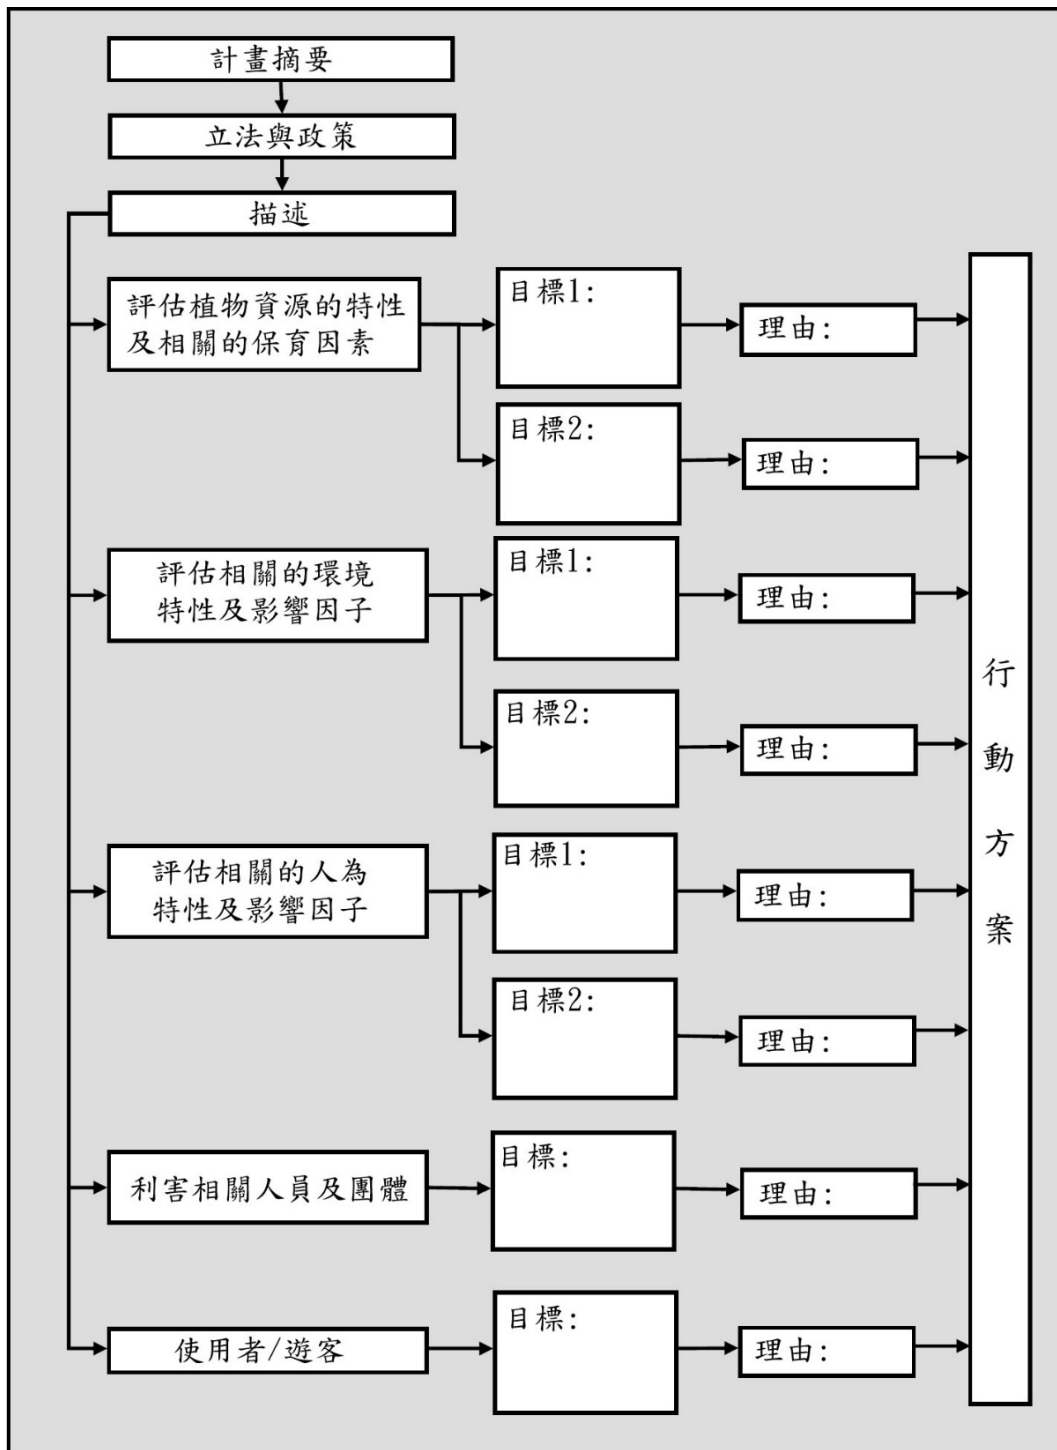 計畫摘要
立法與政策
描述
評估植物資源的特性
及相關的保育因素
目標1:
理由:
目標2:
理由:
評估相關的環境
特性及影響因子
目標1:
理由:
目標2:
理由:
評估相關的人為
特性及影響因子
目標1:
理由:
目標2:
理由:
利害相關人員及團體
目標:
理由:
使用者/遊客
目標:
理由:
行動方案